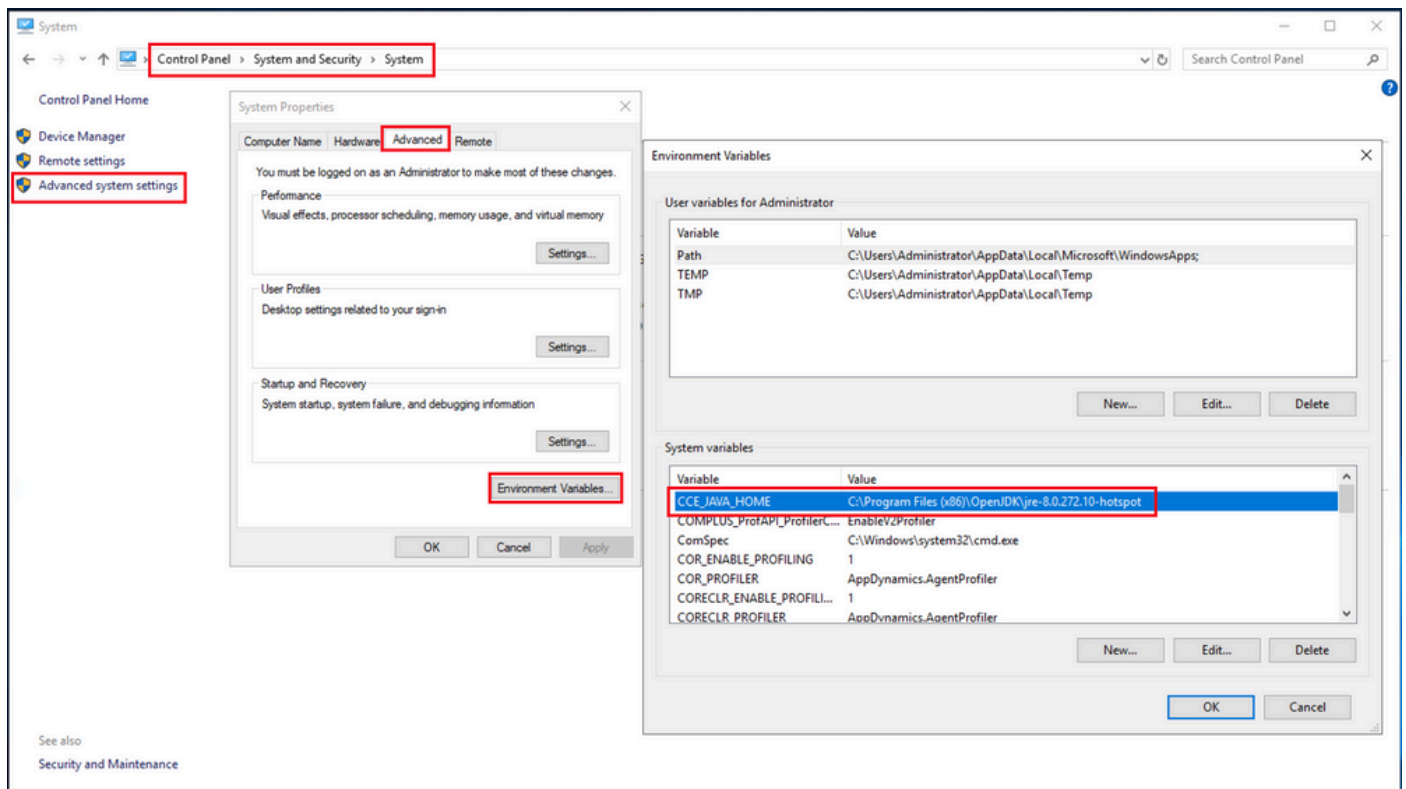 System
Control Panel > System and Security > System
Search Control Panel
Control Panel Home
Device Manager
Remote settings
Advanced system settings
See also
Security and Maintenance
System Properties
Computer Name Hardware Advanced Remote
You must be logged on as an Administrator to make most of these changes.
Performance
Visual effects, processor scheduling, memory usage, and virtual memory
Settings...
User Profiles
Desktop settings related to your sign-in
Settings...
Startup and Recovery
System startup, system failure, and debugging information
Settings...
Environment Variables...
OK Cancel Apply
Environment Variables
User variables for Administrator
Variable Value
Path C:\Users\Administrator\AppData\Local\Microsoft\WindowsApps;
TEMP C:\Users\Administrator\AppData\Local\Temp
TMP C:\Users\Administrator\AppData\Local\Temp
New... Edit... Delete
System variables
Variable Value
CCE_JAVA_HOME C:\Program Files (x86)\OpenJDK\jre-8.0.272.10-hotspot
COMPLUS_ProfAPI_ProfilerC... EnableV2Profiler
ComSpec C:\Windows\system32\cmd.exe
COR_ENABLE_PROFILING 1
COR_PROFILER AppDynamics.AgentProfiler
CORECLR_ENABLE_PROFILI... 1
CORECLR_PROFILER AppDynamics.AgentProfiler
New... Edit... Delete
OK Cancel